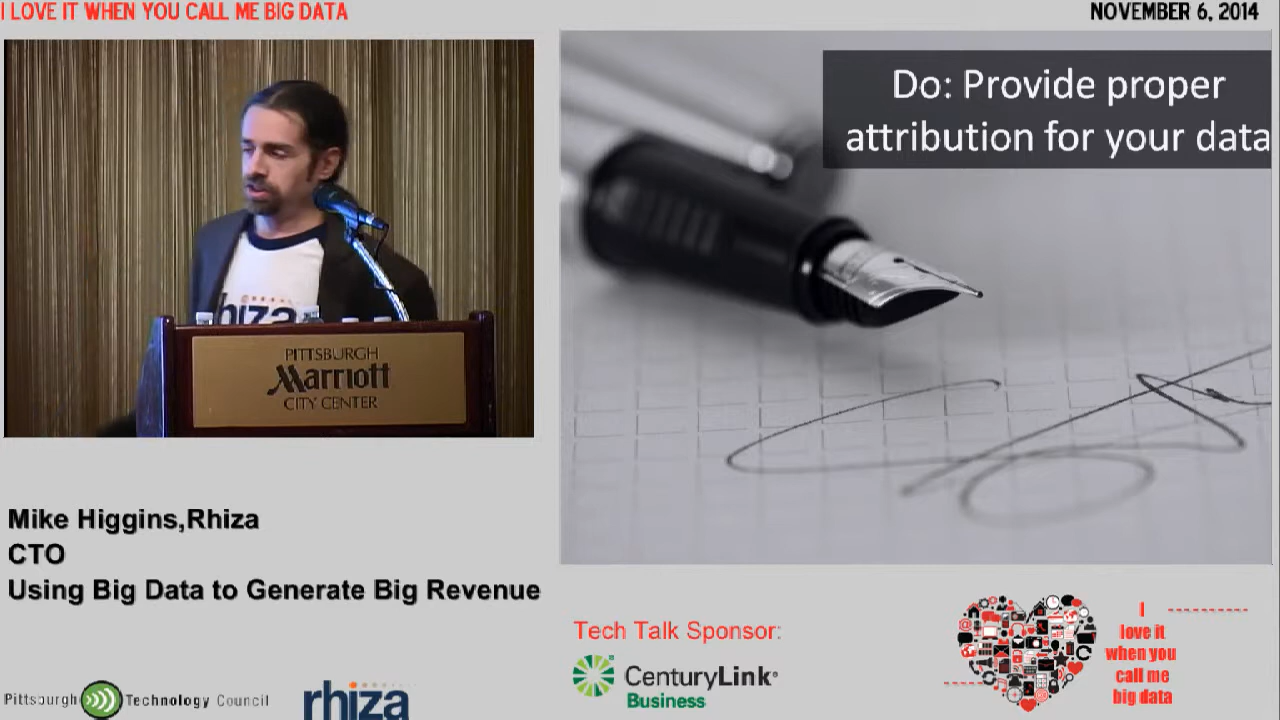 I LOVE IT WHEN YOU CALL ME BIG DATA
NOVEMBER 6, 2014
Do: Provide proper
attribution for your data
rhiza
PITTSBURGH
Marriott
CITY CENTER
Mike Higgins,Rhiza
CTO
Using Big Data to Generate Big Revenue
Tech Talk Sponsor:
CenturyLink®
Business
Pittsburgh Technology Council
rhiza
I
love it
when you
call me
big data